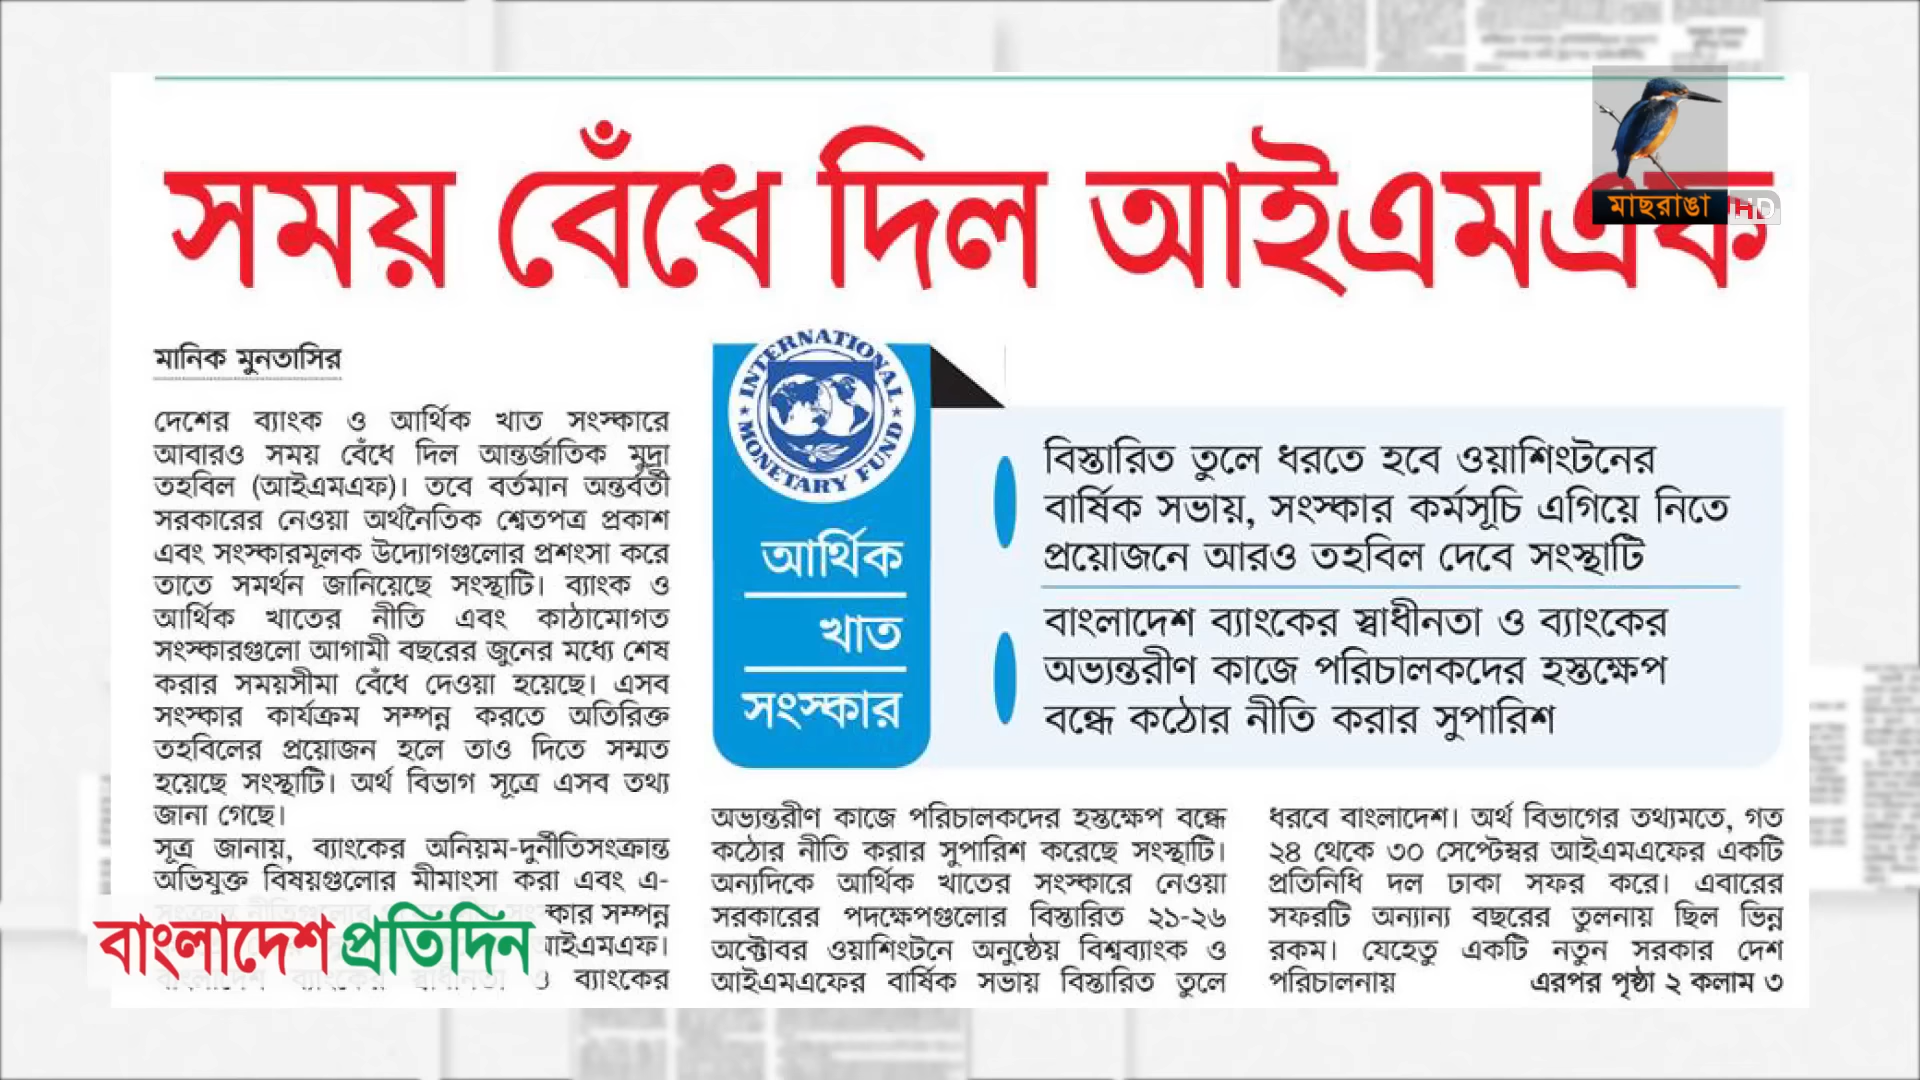 সময় বেঁধে দিল আইএমএফ
মাছরাঙা
HD
মানিক মুনতাসির
দেশের ব্যাংক ও আর্থিক খাত সংস্কারে
আবারও সময় বেঁধে দিল আন্তর্জাতিক মুদ্রা
তহবিল (আইএমএফ)। তবে বর্তমান অন্তর্বর্তী
সরকারের নেওয়া অর্থনৈতিক শ্বেতপত্র প্রকাশ
এবং সংস্কারমূলক উদ্যোগগুলোর প্রশংসা করে
তাতে সমর্থন জানিয়েছে সংস্থাটি। ব্যাংক ও
আর্থিক খাতের নীতি এবং কাঠামোগত
সংস্কারগুলো আগামী বছরের জুনের মধ্যে শেষ
করার সময়সীমা বেঁধে দেওয়া হয়েছে। এসব
সংস্কার কার্যক্রম সম্পন্ন করতে অতিরিক্ত
তহবিলের প্রয়োজন হলে তাও দিতে সম্মত
হয়েছে সংস্থাটি। অর্থ বিভাগ সূত্রে এসব তথ্য
জানা গেছে।
সূত্র জানায়, ব্যাংকের অনিয়ম-দুর্নীতিসংক্রান্ত
অভিযুক্ত বিষয়গুলোর মীমাংসা করা এবং এ-
সম্পন্ন
আইএমএফ।
ও ব্যাংকের
বাংলাদেশ প্রতিদিন
INTERNATIONAL
MONETARY FUND
আর্থিক
খাত
সংস্কার
বিস্তারিত তুলে ধরতে হবে ওয়াশিংটনের
বার্ষিক সভায়, সংস্কার কর্মসূচি এগিয়ে নিতে
প্রয়োজনে আরও তহবিল দেবে সংস্থাটি
বাংলাদেশ ব্যাংকের স্বাধীনতা ও ব্যাংকের
অভ্যন্তরীণ কাজে পরিচালকদের হস্তক্ষেপ
বন্ধে কঠোর নীতি করার সুপারিশ
অভ্যন্তরীণ কাজে পরিচালকদের হস্তক্ষেপ বন্ধে
কঠোর নীতি করার সুপারিশ করেছে সংস্থাটি।
অন্যদিকে আর্থিক খাতের সংস্কারে নেওয়া
সরকারের পদক্ষেপগুলোর বিস্তারিত ২১-২৬
অক্টোবর ওয়াশিংটনে অনুষ্ঠেয় বিশ্বব্যাংক ও
আইএমএফের বার্ষিক সভায় বিস্তারিত তুলে
ধরবে বাংলাদেশ। অর্থ বিভাগের তথ্যমতে, গত
২৪ থেকে ৩০ সেপ্টেম্বর আইএমএফের একটি
প্রতিনিধি দল ঢাকা সফর করে। এবারের
সফরটি অন্যান্য বছরের তুলনায় ছিল ভিন্ন
রকম। যেহেতু একটি নতুন সরকার দেশ
পরিচালনায় এরপর পৃষ্ঠা ২ কলাম ৩